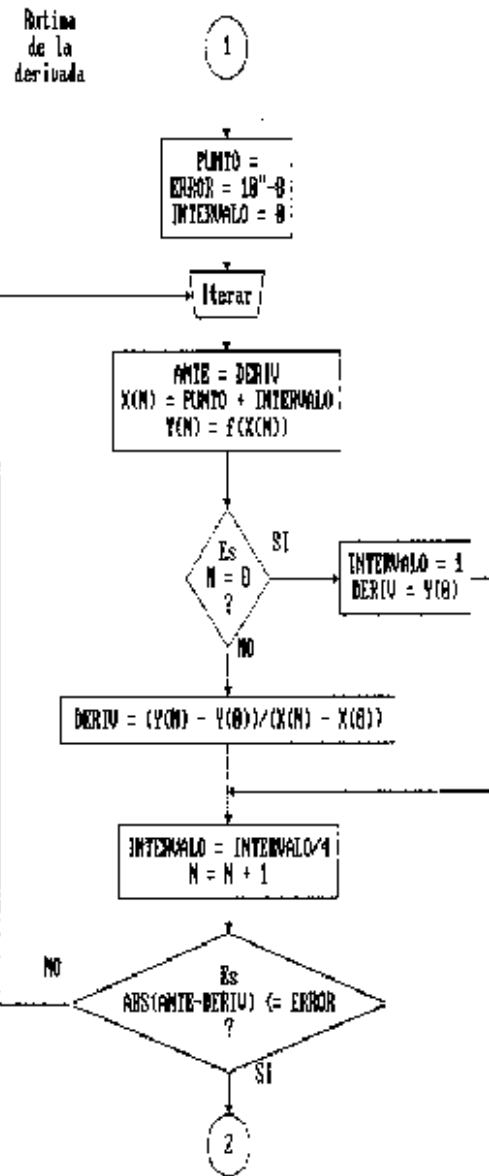 Rutina
de la
derivada
1
PUNTO =
ERROR = 10^-8
INTERVALO = 0
Iterar
ANTE = DERIV
X(N) = PUNTO + INTERVALO
Y(N) = f(X(N))
Es
N = 0
?
SI
INTERVALO = 1
DERIV = Y(0)
NO
DERIV = (Y(N) - Y(0))/(X(N) - X(0))
INTERVALO = INTERVALO/4
N = N + 1
NO
Es
ABS(ANTE-DERIV) <= ERROR
?
SI
2